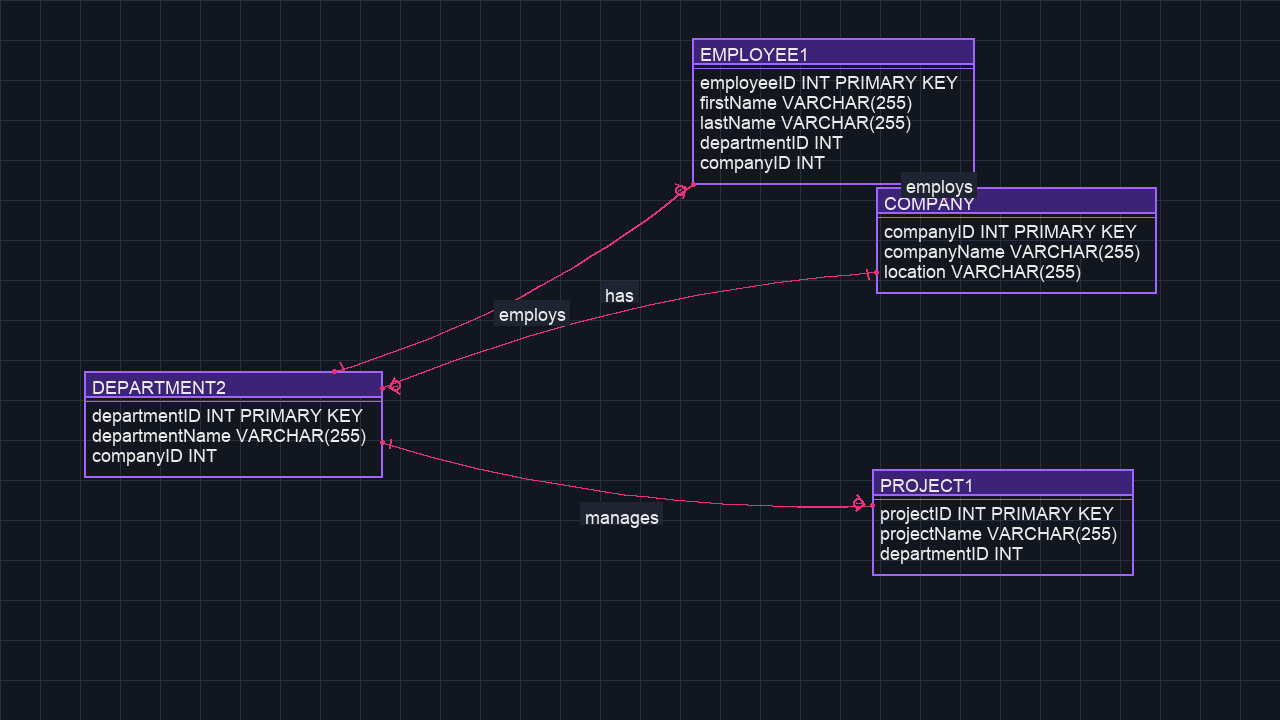 EMPLOYEE1
employeeID INT PRIMARY KEY
firstName VARCHAR(255)
lastName VARCHAR(255)
departmentID INT
companyID INT
employs
COMPANY
companyID INT PRIMARY KEY
companyName VARCHAR(255)
location VARCHAR(255)
has
employs
DEPARTMENT2
departmentID INT PRIMARY KEY
departmentName VARCHAR(255)
companyID INT
manages
PROJECT1
projectID INT PRIMARY KEY
projectName VARCHAR(255)
departmentID INT